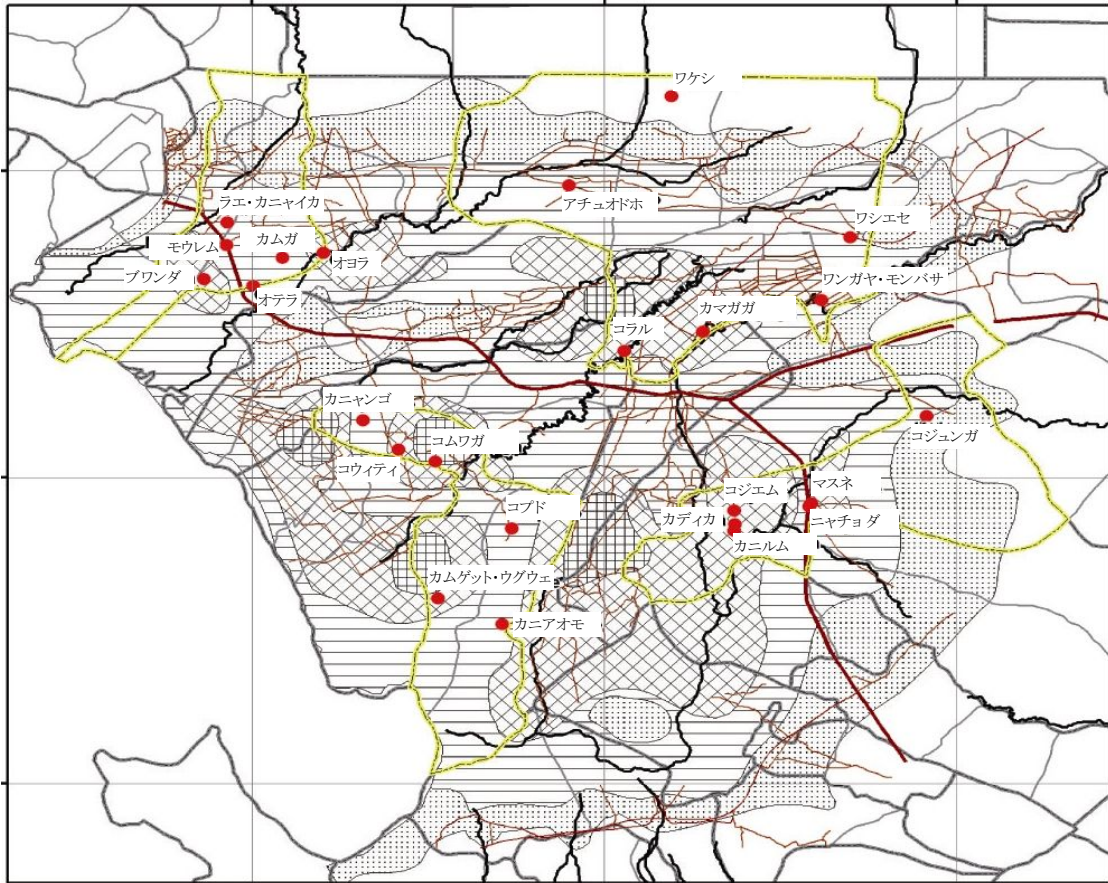 ワケシ
ラエ・カニャイカ
アチュオドホ
ワシエセ
モウレム
カムガ
オヨラ
ブワンダ
オテラ
ワンガヤ・モンバサ
カマガガ
コラル
カニャンゴ
コジュンガ
コムワガ
コウィティ
コジエム
マスネ
コブド
カディカ
ニャチョダ
カニルム
カムゲット・ウグウェ
カニアオモ